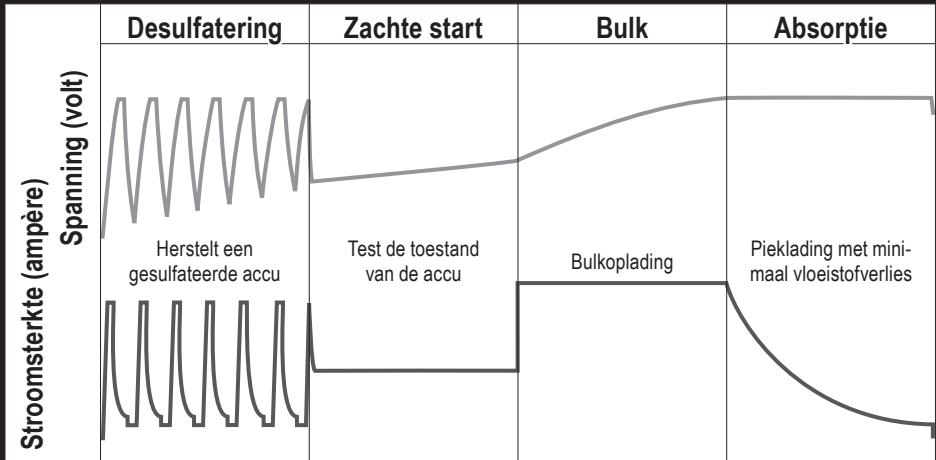 Desulfatering
Zachte start
Bulk
Absorptie
Spanning (volt)
Stroomsterkte (ampère)
Herstelt een
gesulfateerde accu
Test de toestand
van de accu
Bulkoplading
Pieklading met mini-
maal vloeistofverlies